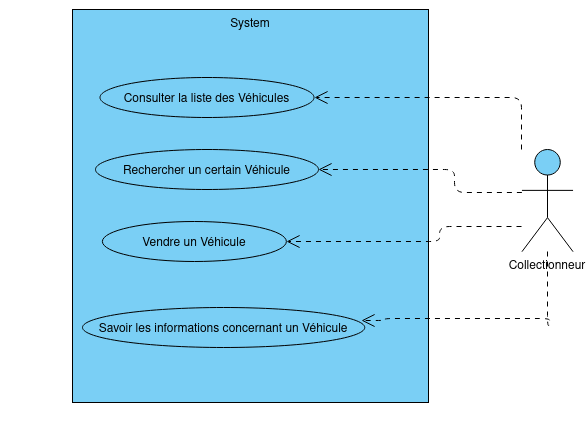 System
Consulter la liste des Véhicules
Rechercher un certain Véhicule
Vendre un Véhicule
Collectionneur
Savoir les informations concernant un Véhicule